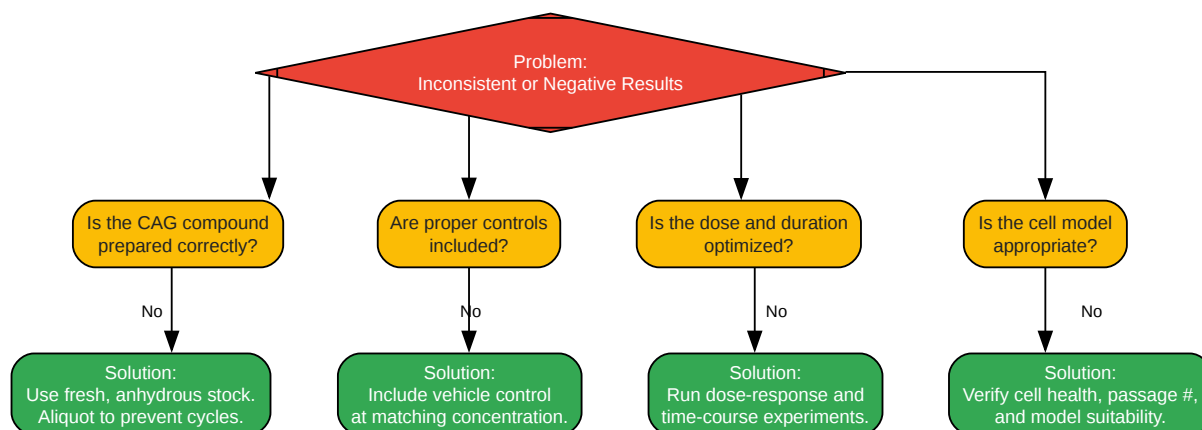 Problem:
Inconsistent or Negative Results
Is the CAG compound
prepared correctly?
Are proper controls
included?
Is the dose and duration
optimized?
Is the cell model
appropriate?
No
No
No
No
Solution:
Use fresh, anhydrous stock.
Aliquot to prevent cycles.
Solution:
Include vehicle control
at matching concentration.
Solution:
Run dose-response and
time-course experiments.
Solution:
Verify cell health, passage #,
and model suitability.